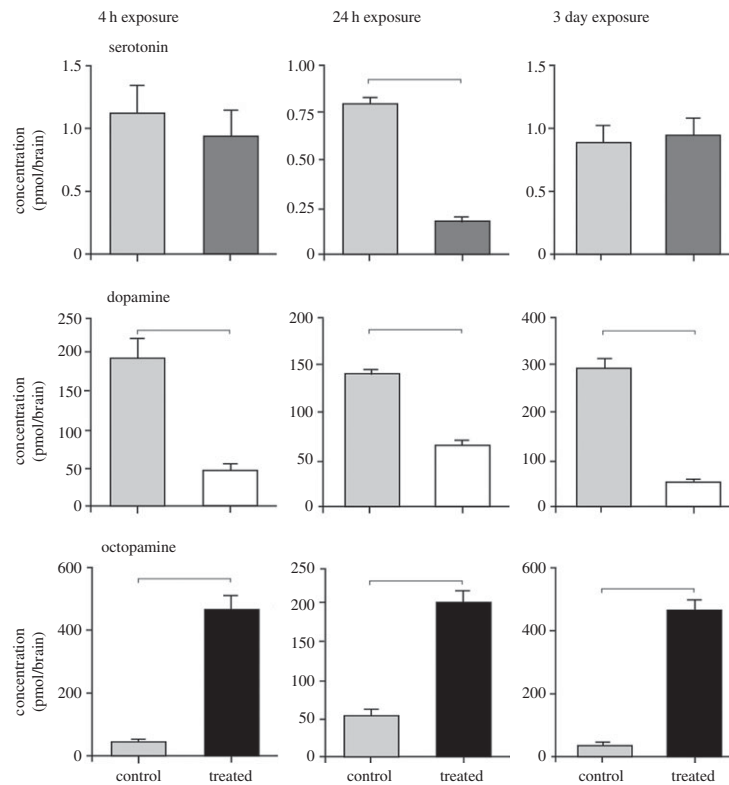 4 h exposure 24 h exposure 3 day exposure
serotonin
1.5 1.00 1.5
0.75
1.0 1.0
0.50
0.5 0.5
0.25
0 0 0
concentration
(pmol/brain)
dopamine
250 200 400
200 150 300
150
100 200
100
50 50 100
0 0 0
concentration
(pmol/brain)
octopamine
600 250 600
200
400 400
150
100
200 200
50
0 0 0
concentration
(pmol/brain)
control treated control treated control treated